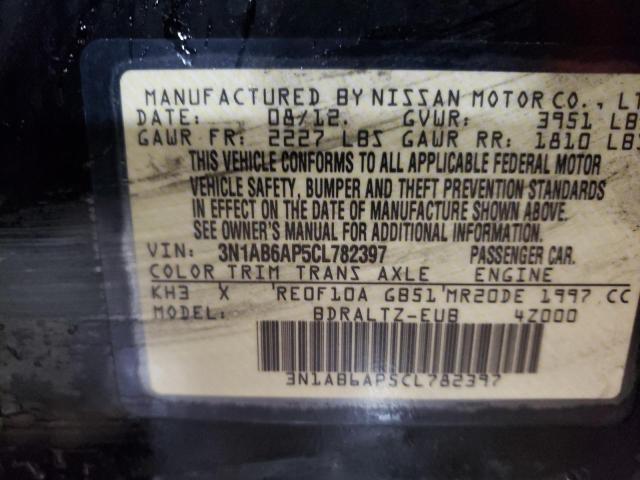 MANUFACTURED BY NISSAN MOTOR CO., LT
DATE: 08/12. GVWR: 3951 LB
GAWR FR: 2227 LBS GAWR RR: 1810 LBS
THIS VEHICLE CONFORMS TO ALL APPLICABLE FEDERAL MOTOR
VEHICLE SAFETY, BUMPER AND THEFT PREVENTION STANDARDS
IN EFFECT ON THE DATE OF MANUFACTURE SHOWN ABOVE.
SEE OWNER'S MANUAL FOR ADDITIONAL INFORMATION.
VIN: 3N1AB6AP5CL782397 PASSENGER CAR.
COLOR TRIM TRANS AXLE ENGINE
KH3 X RE0F10A GB51 MR20DE 1997 CC
MODEL: BDRALTZ-EUB 4Z000
3N1AB6AP5CL782397